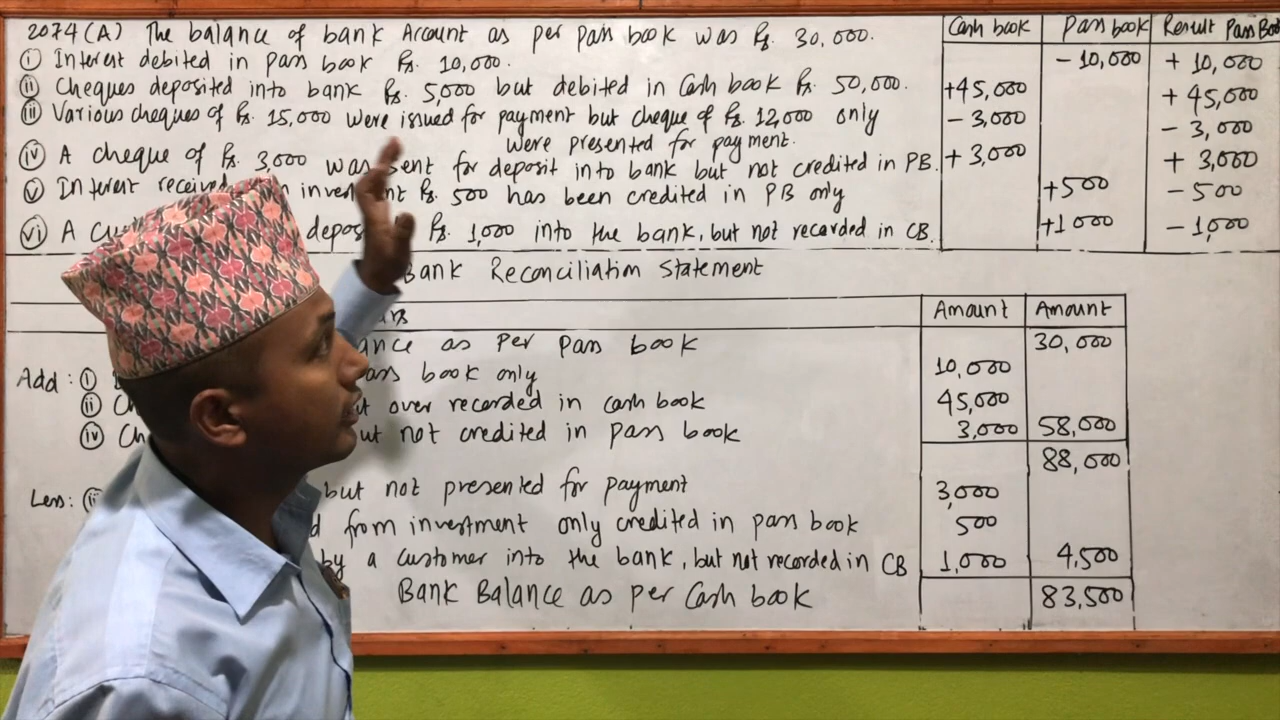 2074(A) The balance of bank Account as per pass book was Rs. 30,000.
Cash book Pass book Result Pass Book
(i) Interest debited in pass book Rs. 10,000. - 10,000 + 10,000
(ii) Cheques deposited into bank Rs. 5,000 but debited in Cash book Rs. 50,000. +45,000 + 45,000
(iii) Various cheques of Rs. 15,000 were issued for payment but cheque of Rs. 12,000 only - 3,000 - 3,000
were presented for payment.
(iv) A cheque of Rs. 3,000 was sent for deposit into bank but not credited in PB. + 3,000 + 3,000
(v) Interest received Rs. 500 has been credited in PB only +500 - 500
(vi) A Rs. 1,000 into the bank, but not recorded in CB. +1000 - 1,000
Bank Reconciliation Statement
Amount Amount
as per pass book 30,000
Add: (i) book only 10,000
(ii) over recorded in cash book 45,000
(iv) not credited in pass book 3,000 58,000
88,000
Less: but not presented for payment 3,000
from investment only credited in pass book 500
by a customer into the bank, but not recorded in CB 1,000 4,500
Bank Balance as per Cash book 83,500